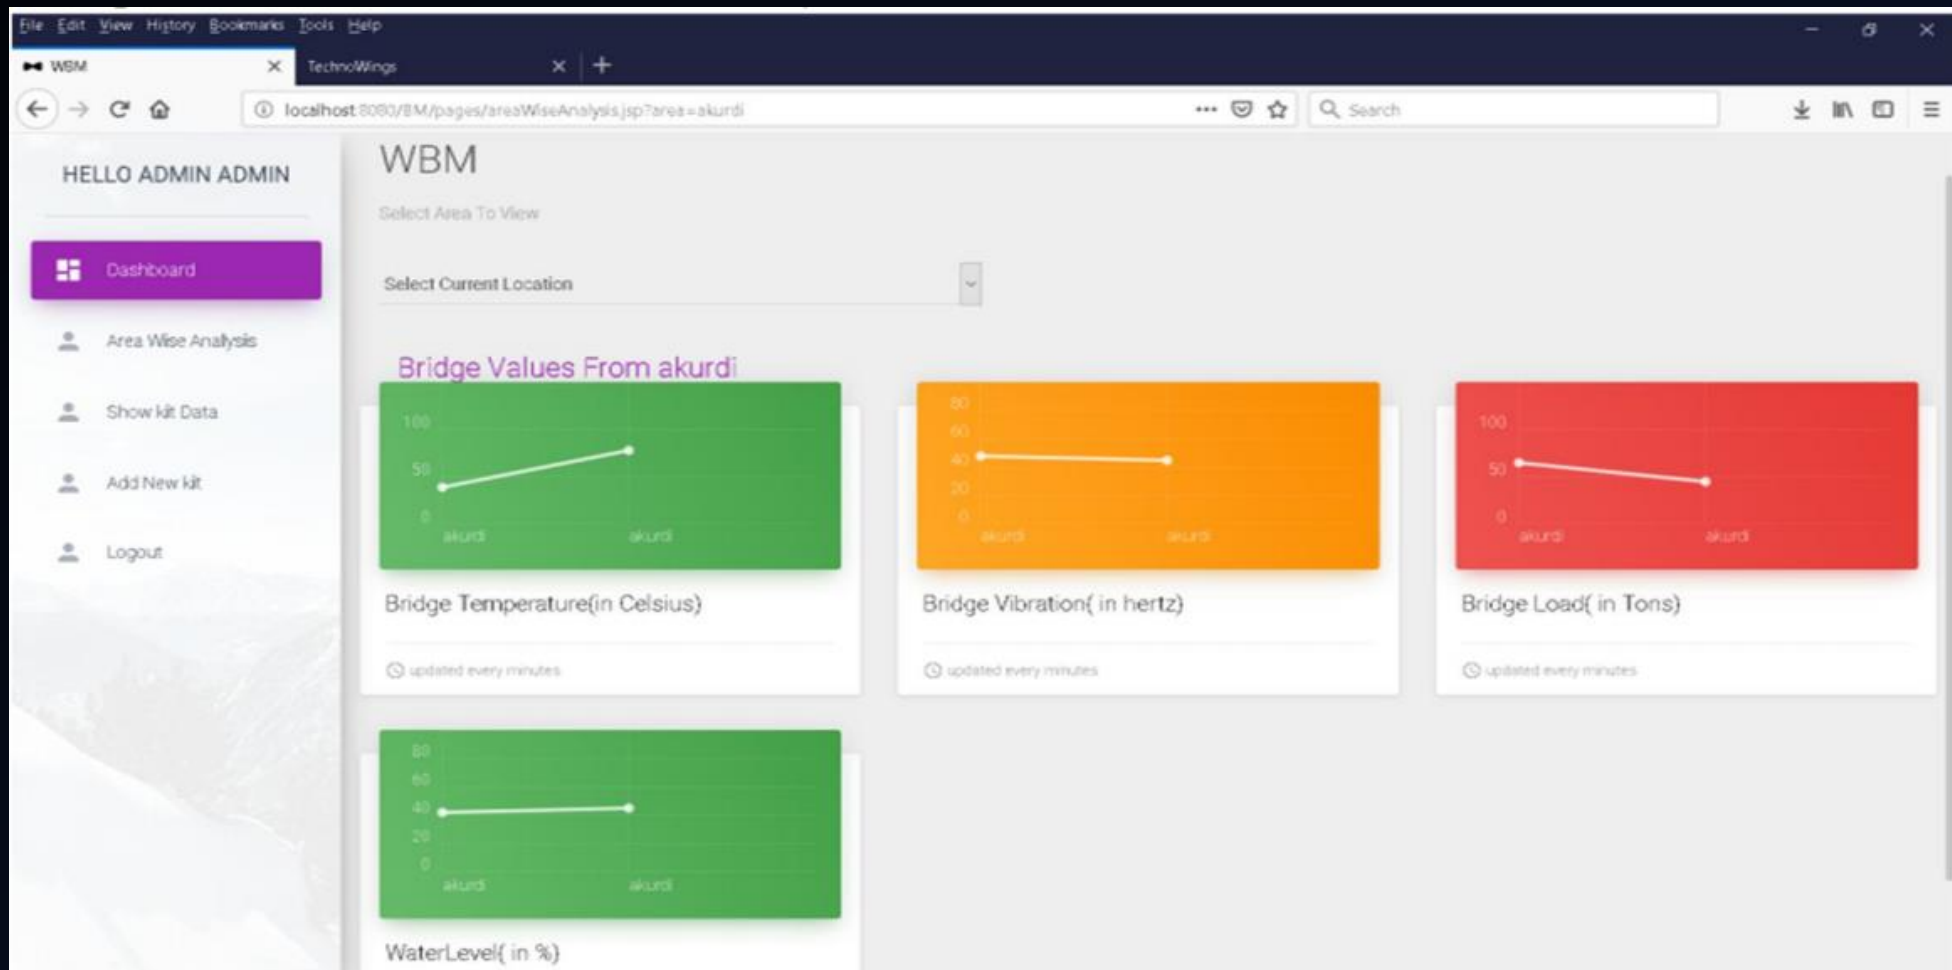 File Edit View History Bookmarks Tools Help
WBM
TechnoWings
localhost:8080/BM/pages/areaWiseAnalysis.jsp?area=akurdi
Search
HELLO ADMIN ADMIN
Dashboard
Area Wise Analysis
Show kit Data
Add New kit
Logout
WBM
Select Area To View
Select Current Location
Bridge Values From akurdi
100
50
0
akurdi akurdi
Bridge Temperature(in Celsius)
updated every minutes
80
60
40
20
0
akurdi akurdi
Bridge Vibration( in hertz)
updated every minutes
100
50
0
akurdi akurdi
Bridge Load( in Tons)
updated every minutes
80
60
40
20
0
akurdi akurdi
WaterLevel( in %)